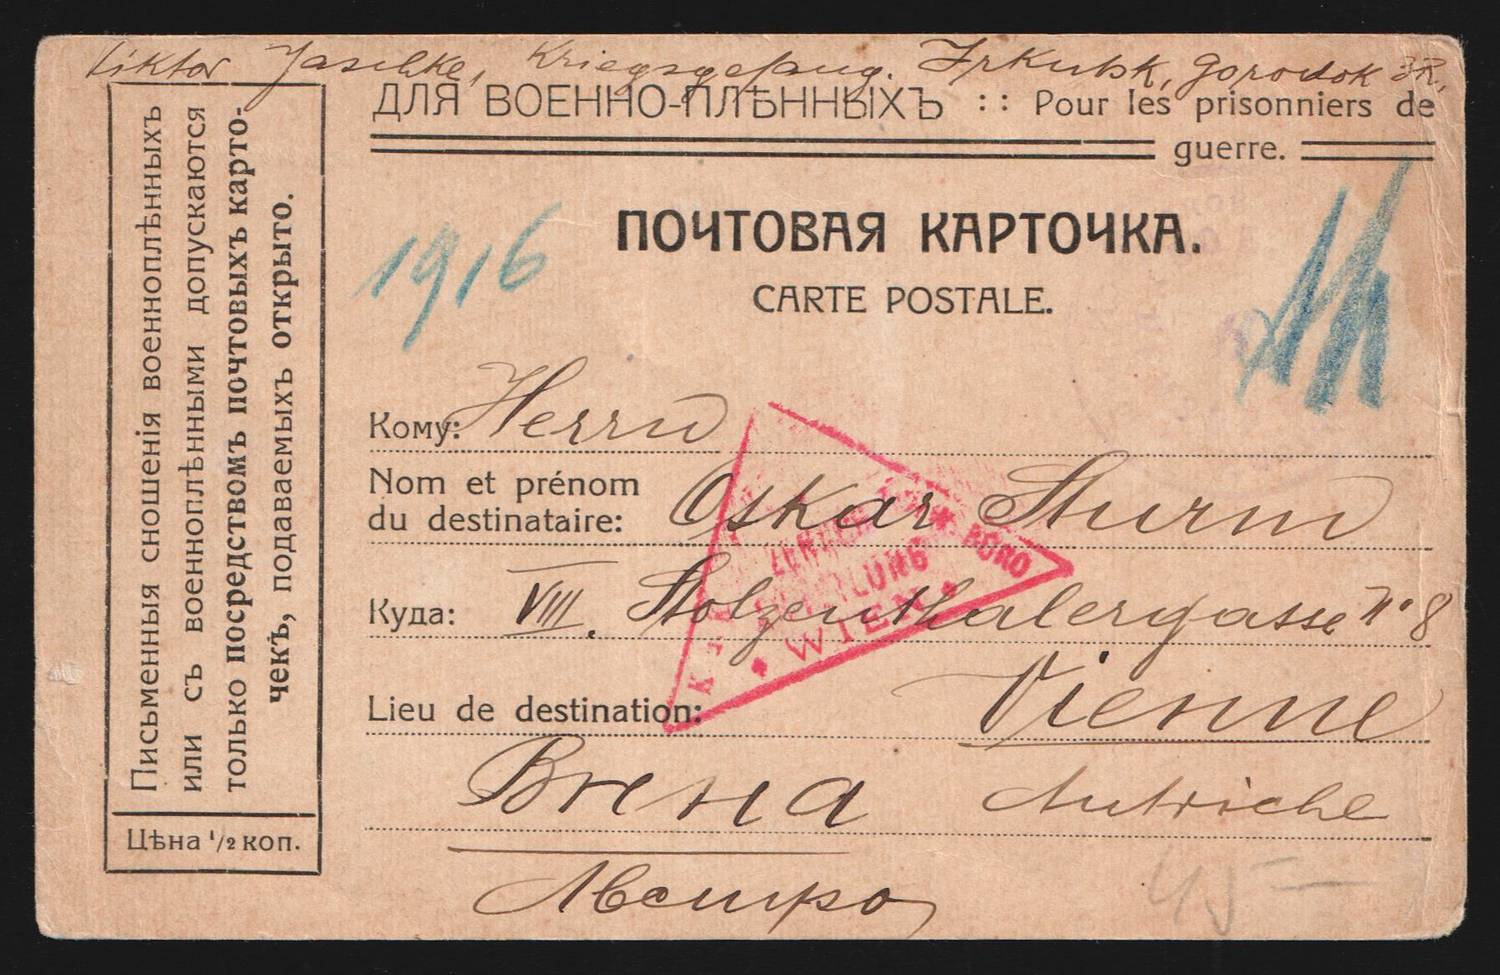 Viktor Jaschke, Kriegsgefang. Irkutsk, Gorodok
ДЛЯ ВОЕННО-ПЛѢННЫХЪ :: Pour les prisonniers de
guerre.
ПОЧТОВАЯ КАРТОЧКА.
CARTE POSTALE.
1916
Кому: Herrn
Nom et prénom
du destinataire: Oskar Sturm
Куда: VIII. Stolzenthalergasse No 8
Lieu de destination: Vienne
Вѣна Autriche
45—
Письменныя сношенія военноплѣнныхъ
или съ военноплѣнными допускаются
только посредствомъ почтовыхъ карто-
чекъ, подаваемыхъ открыто.
Цѣна 1/2 коп.
WIEN